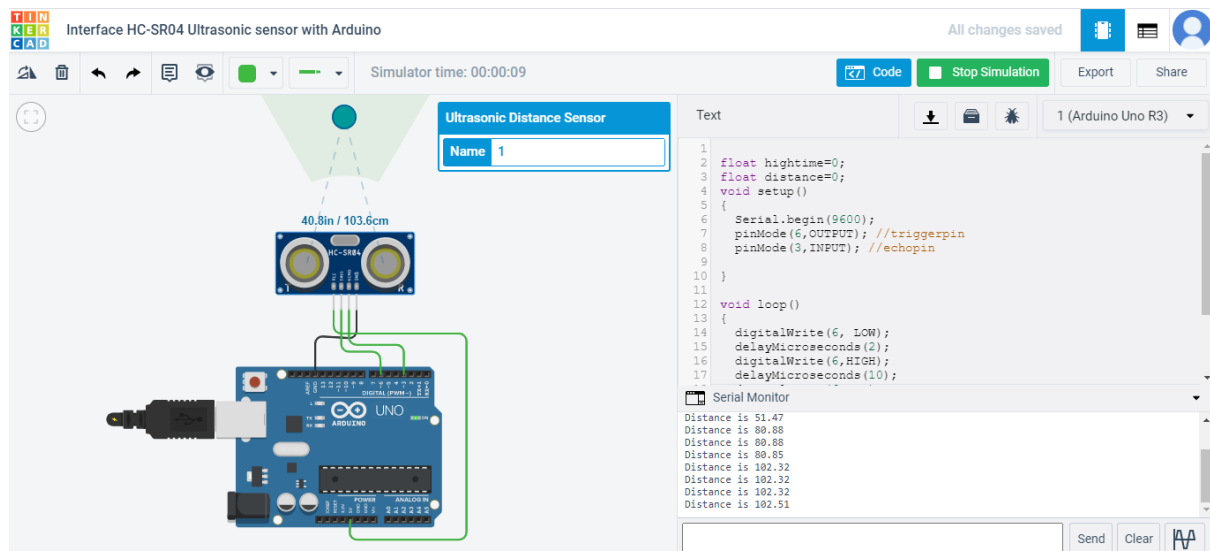 TIN
KER
CAD
Interface HC-SR04 Ultrasonic sensor with Arduino
All changes saved
Simulator time: 00:00:09
Code
Stop Simulation
Export
Share
Ultrasonic Distance Sensor
Name 1
40.8in / 103.6cm
HC-SR04
T
R
DIGITAL (PWM~)
UNO
ARDUINO
ON
POWER
ANALOG IN
Text
1 (Arduino Uno R3)
1
2 float hightime=0;
3 float distance=0;
4 void setup()
5 {
6 Serial.begin(9600);
7 pinMode(6,OUTPUT); //triggerpin
8 pinMode(3,INPUT); //echopin
9
10 }
11
12 void loop()
13 {
14 digitalWrite(6, LOW);
15 delayMicroseconds(2);
16 digitalWrite(6,HIGH);
17 delayMicroseconds(10);
Serial Monitor
Distance is 51.47
Distance is 80.88
Distance is 80.88
Distance is 80.85
Distance is 102.32
Distance is 102.32
Distance is 102.32
Distance is 102.51
Send
Clear